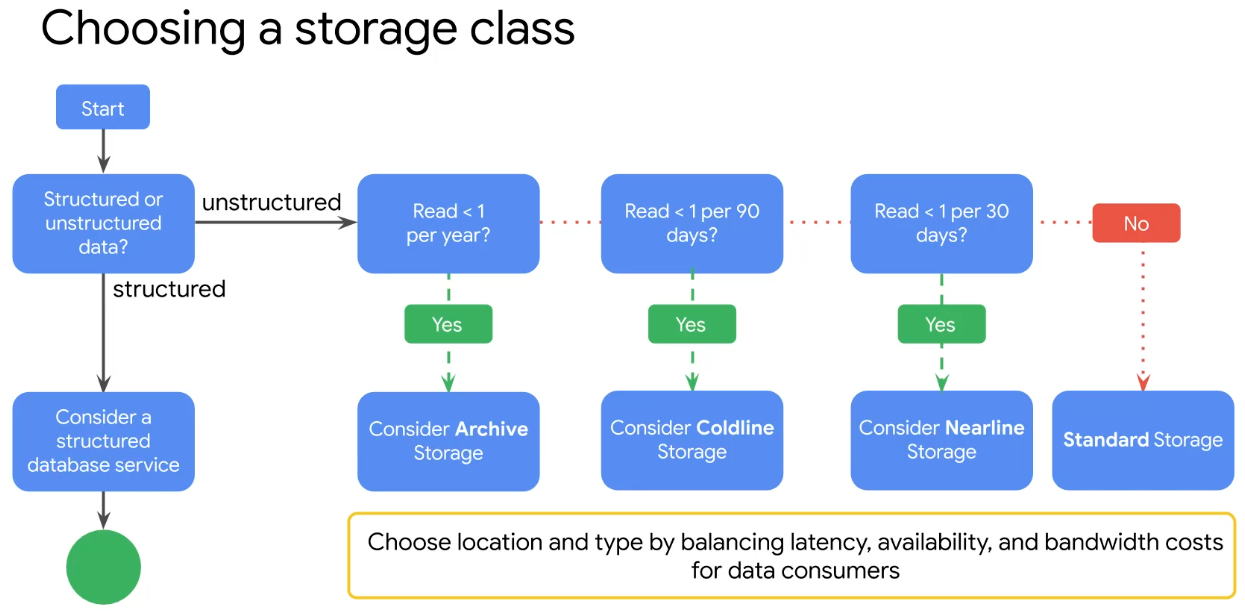 Choosing a storage class
Start
Structured or
unstructured
data?
unstructured
structured
Consider a
structured
database service
Read < 1
per year?
Yes
Consider Archive
Storage
Read < 1 per 90
days?
Yes
Consider Coldline
Storage
Read < 1 per 30
days?
Yes
Consider Nearline
Storage
No
Standard Storage
Choose location and type by balancing latency, availability, and bandwidth costs
for data consumers